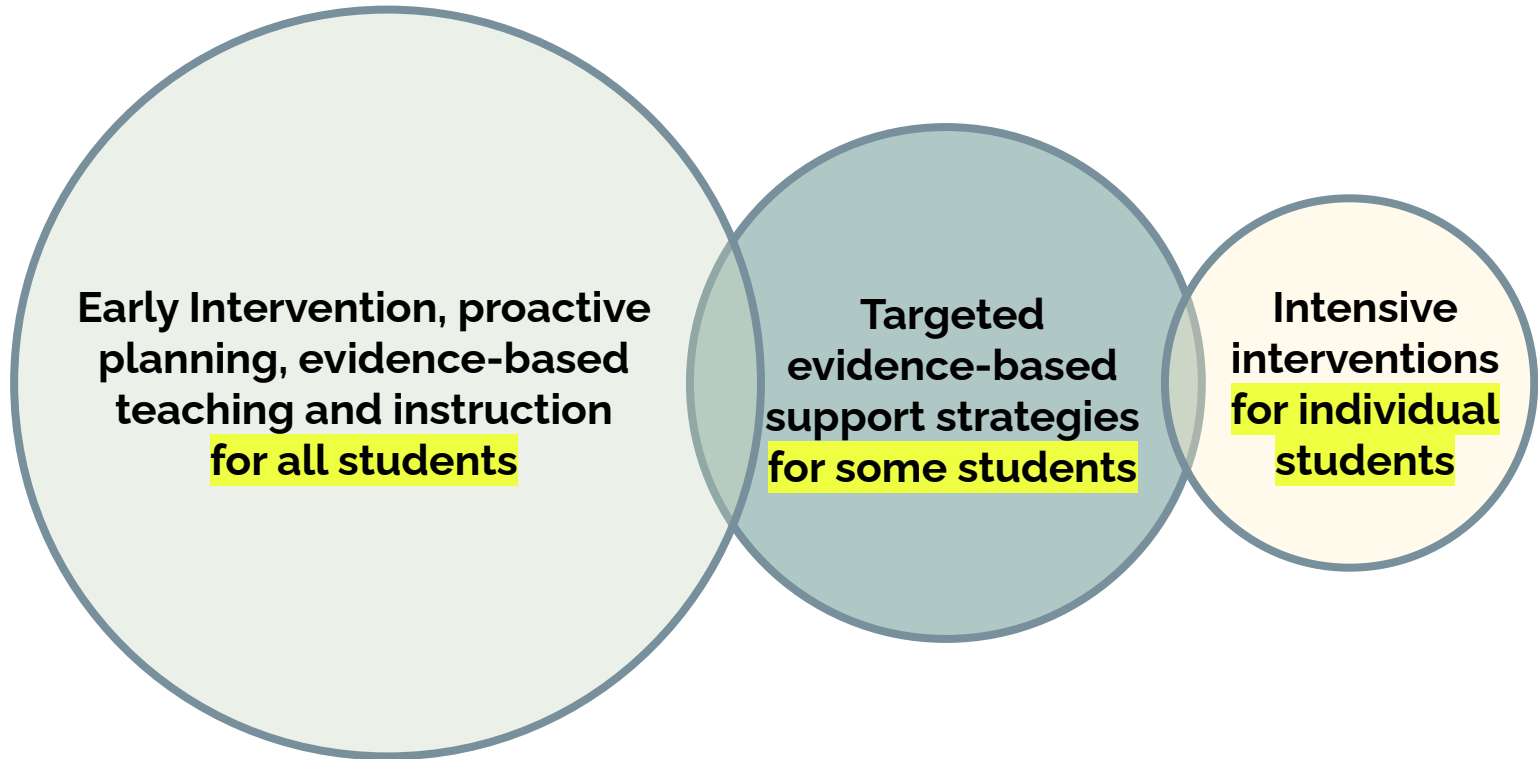 Early Intervention, proactive
planning, evidence-based
teaching and instruction
for all students
Targeted
evidence-based
support strategies
for some students
Intensive
interventions
for individual
students